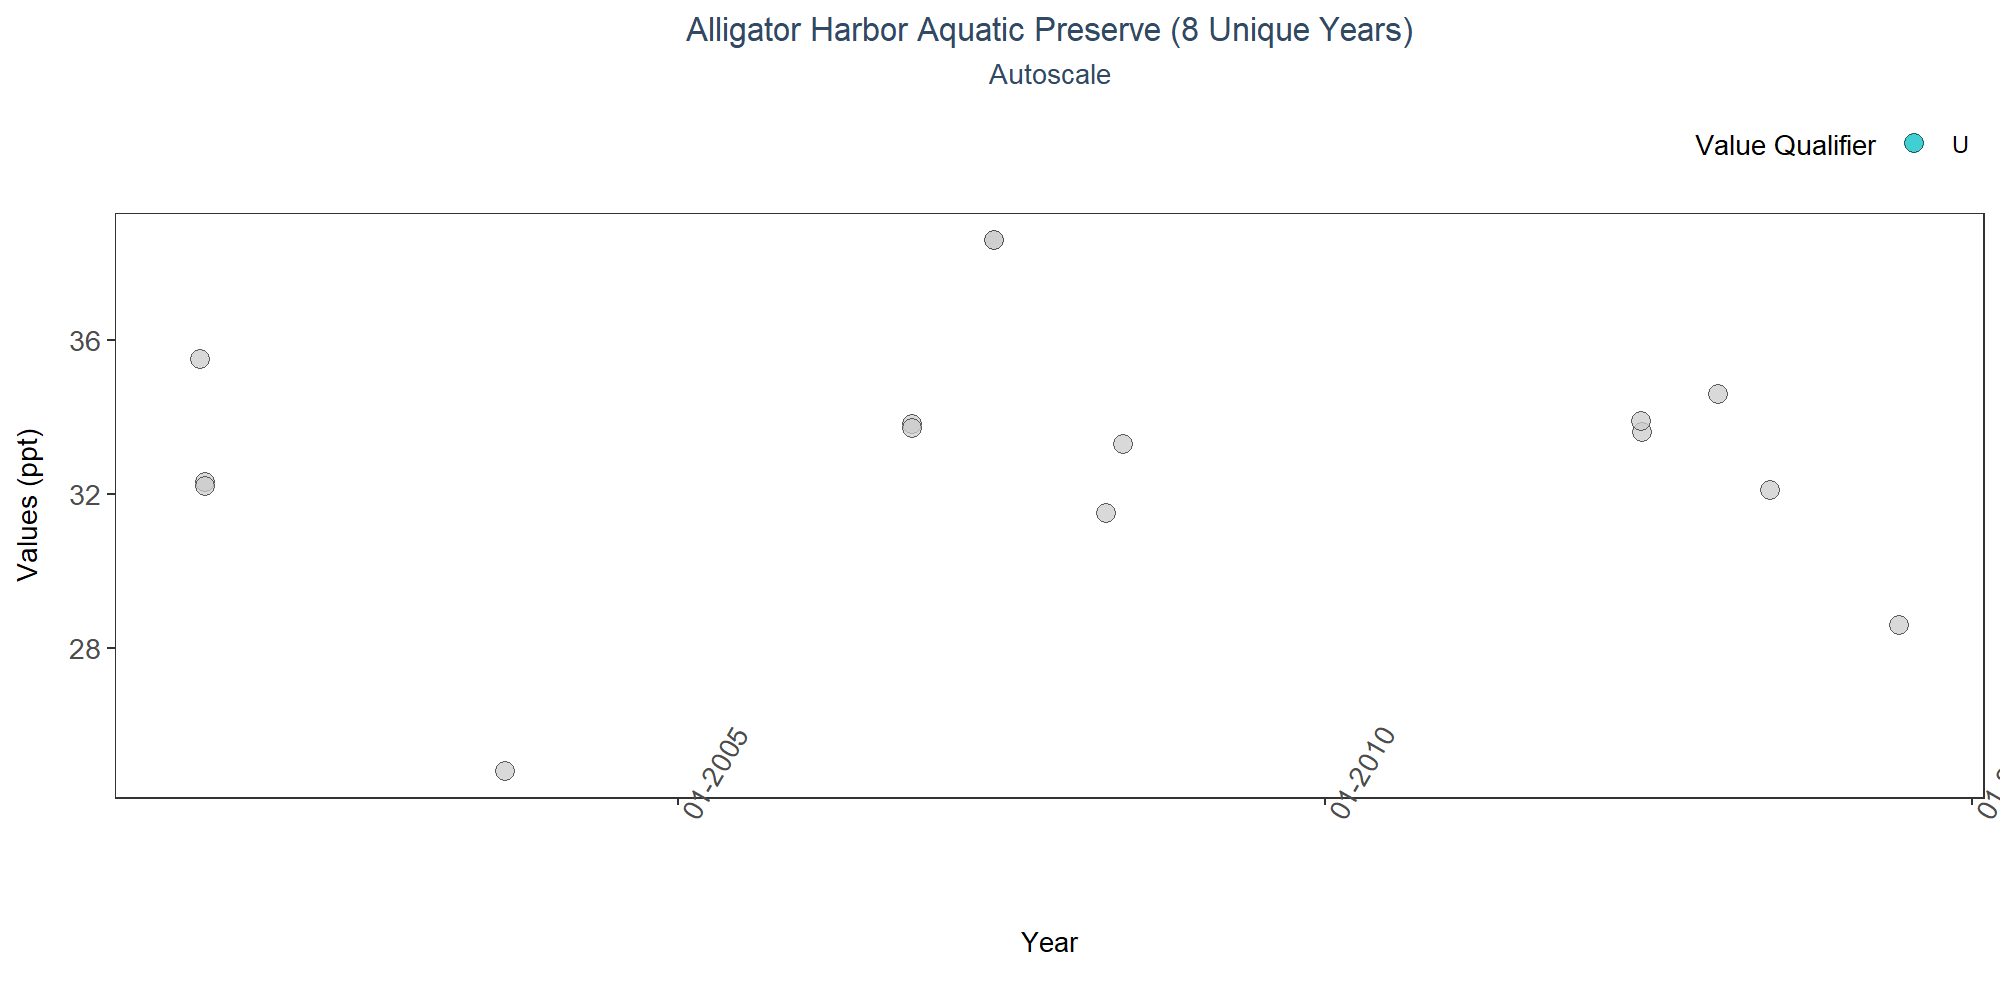 Alligator Harbor Aquatic Preserve (8 Unique Years)
Autoscale
Value Qualifier U
Values (ppt)
36
32
28
01-2005
01-2010
Year